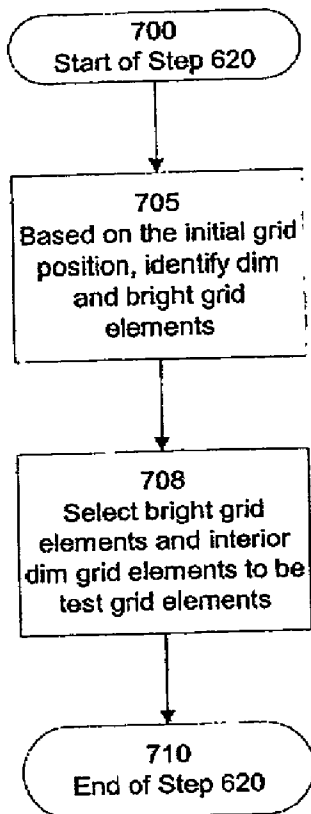 700
Start of Step 620
705
Based on the initial grid
position, identify dim
and bright grid
elements
708
Select bright grid
elements and interior
dim grid elements to be
test grid elements
710
End of Step 620